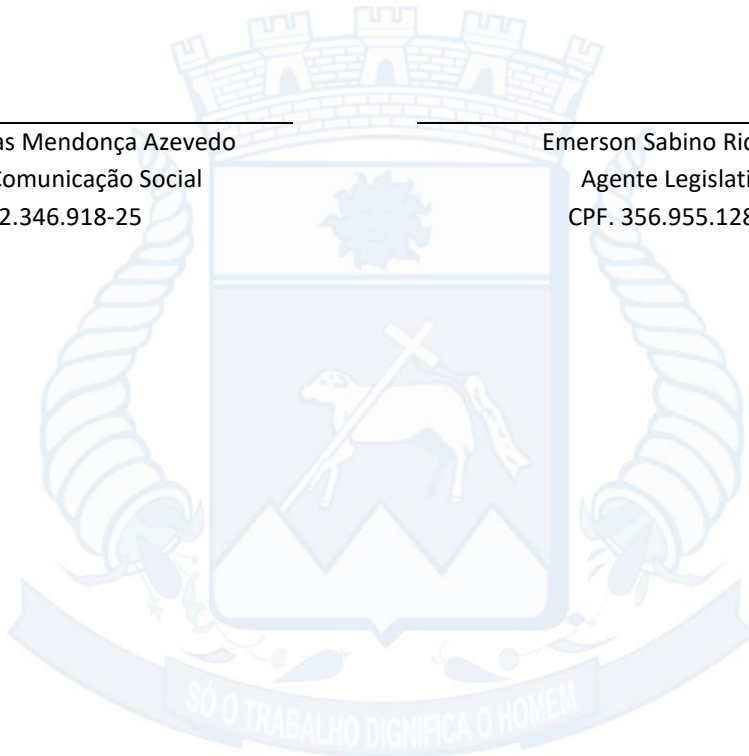 as Mendonça Azevedo
Comunicação Social
2.346.918-25
Emerson Sabino Ric
Agente Legislati
CPF. 356.955.128
SÓ O TRABALHO DIGNIFICA O HOMEM